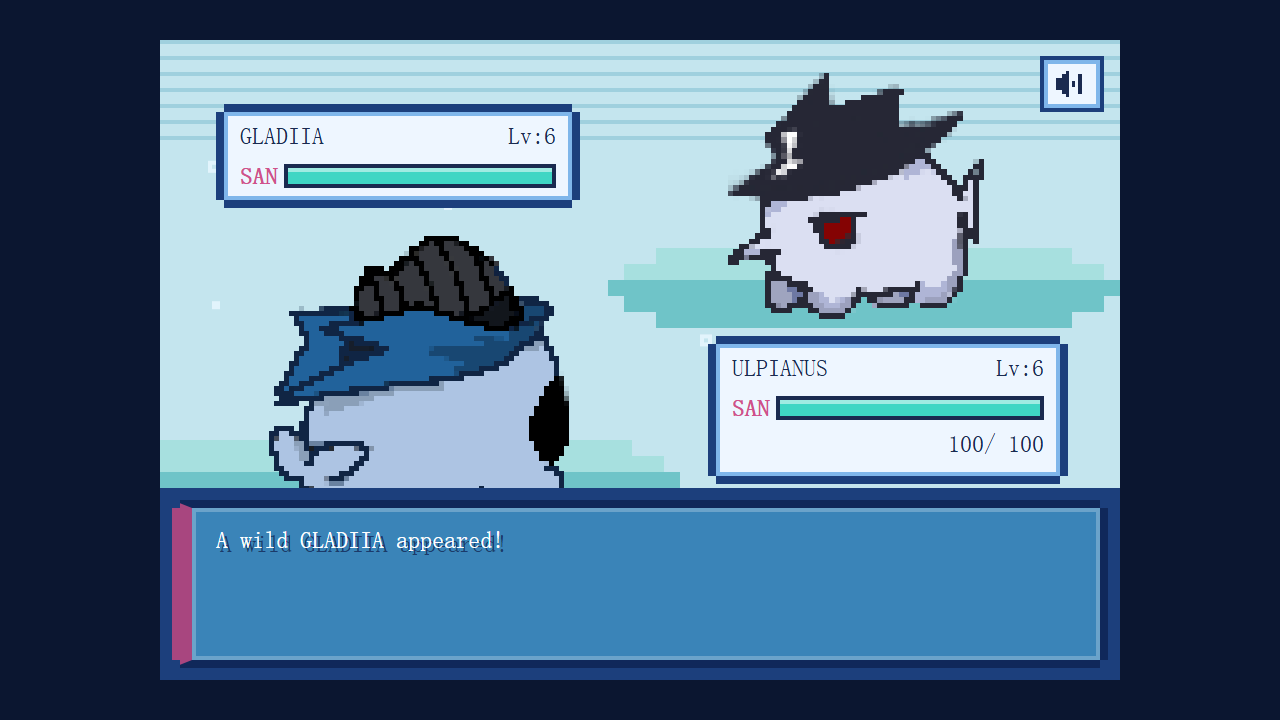 GLADIIA Lv:6
SAN
ULPIANUS Lv:6
SAN
100/ 100
A wild GLADIIA appeared!